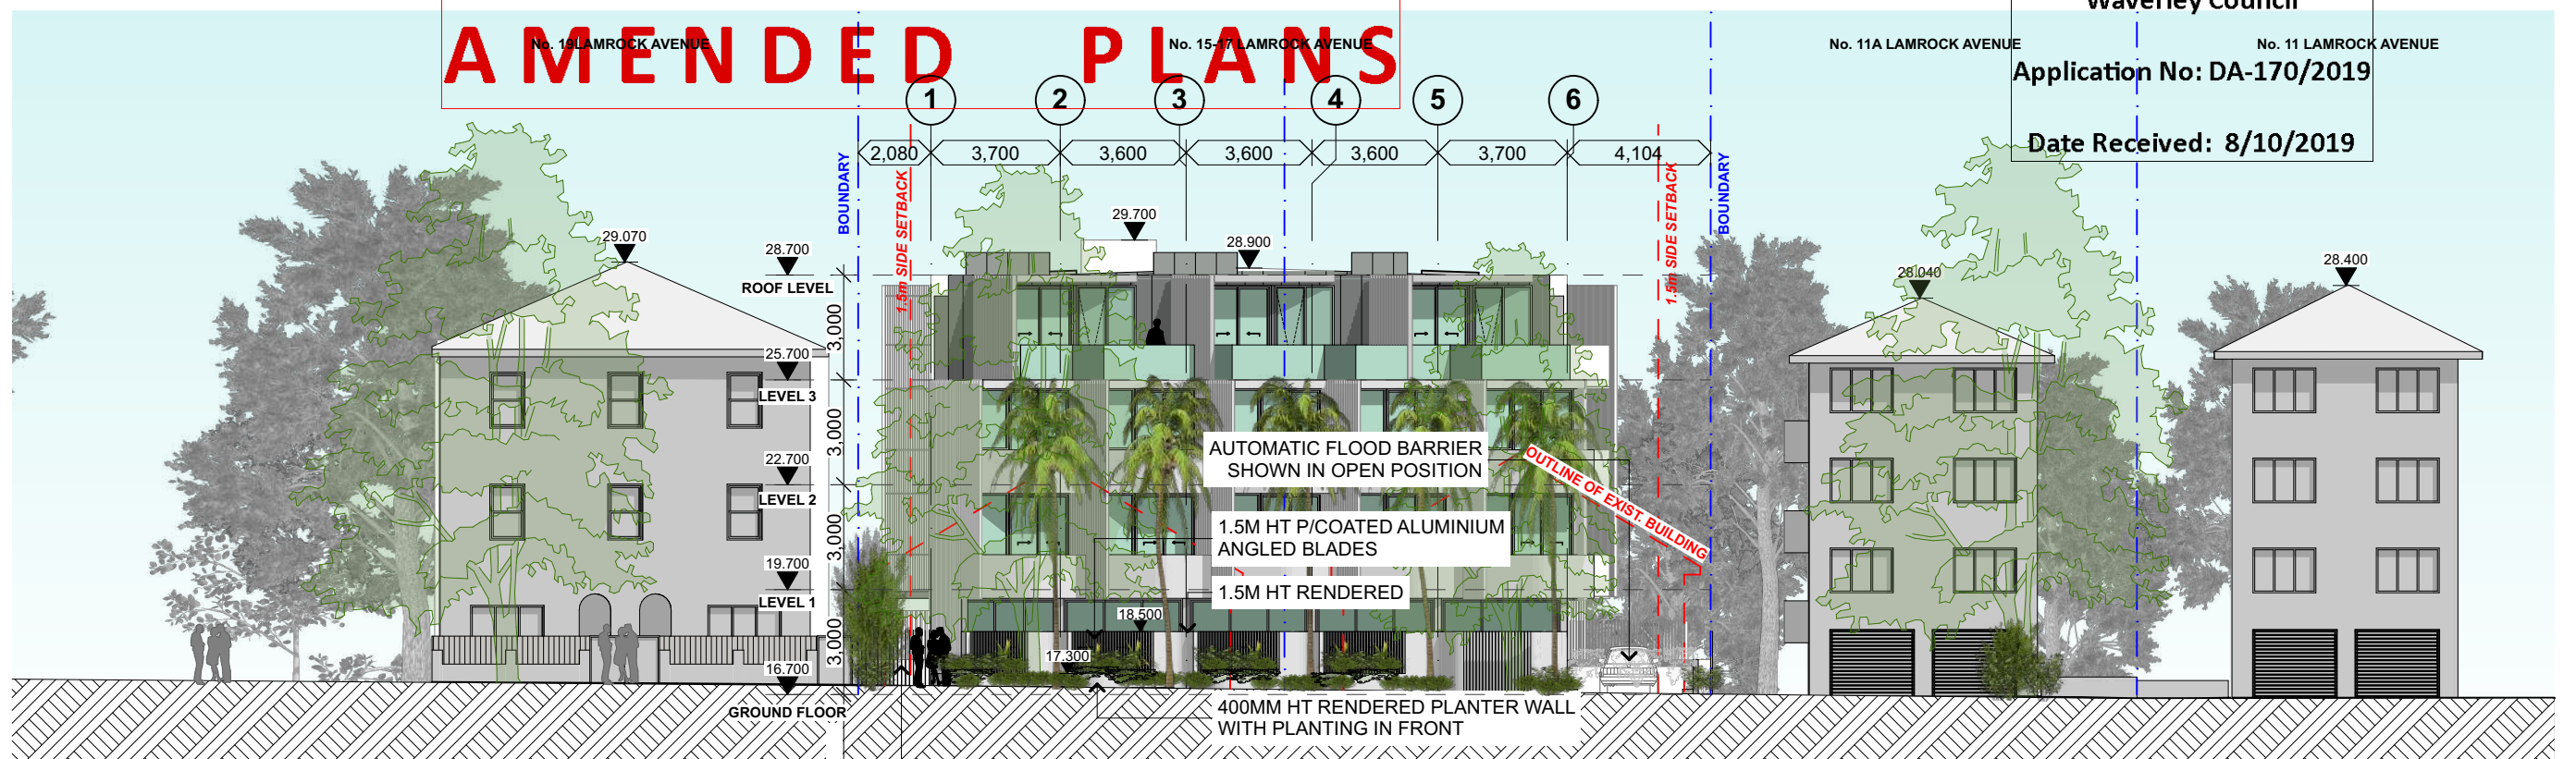 Waverley Council
AMENDED PLANS
No. 19LAMROCK AVENUE
No. 15-17 LAMROCK AVENUE
No. 11A LAMROCK AVENUE
No. 11 LAMROCK AVENUE
Application No: DA-170/2019
Date Received: 8/10/2019
1 2 3 4 5 6
2,080 3,700 3,600 3,600 3,600 3,700 4,104
BOUNDARY
1.5m SIDE SETBACK
1.5m SIDE SETBACK
BOUNDARY
29.070
28.700
ROOF LEVEL
29.700
28.900
28.040
28.400
3,000
25.700
LEVEL 3
3,000
22.700
LEVEL 2
3,000
19.700
LEVEL 1
3,000
16.700
GROUND FLOOR
AUTOMATIC FLOOD BARRIER
SHOWN IN OPEN POSITION
OUTLINE OF EXIST. BUILDING
1.5M HT P/COATED ALUMINIUM
ANGLED BLADES
1.5M HT RENDERED
18.500
17.300
400MM HT RENDERED PLANTER WALL
WITH PLANTING IN FRONT